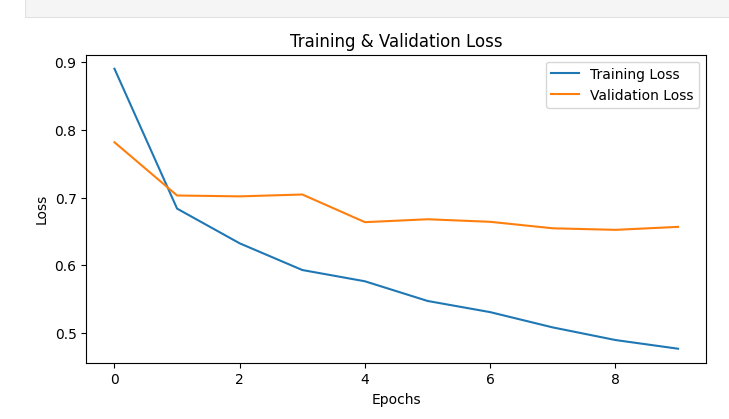 Training & Validation Loss
0.9
0.8
0.7
0.6
0.5
Loss
Training Loss
Validation Loss
0 2 4 6 8
Epochs